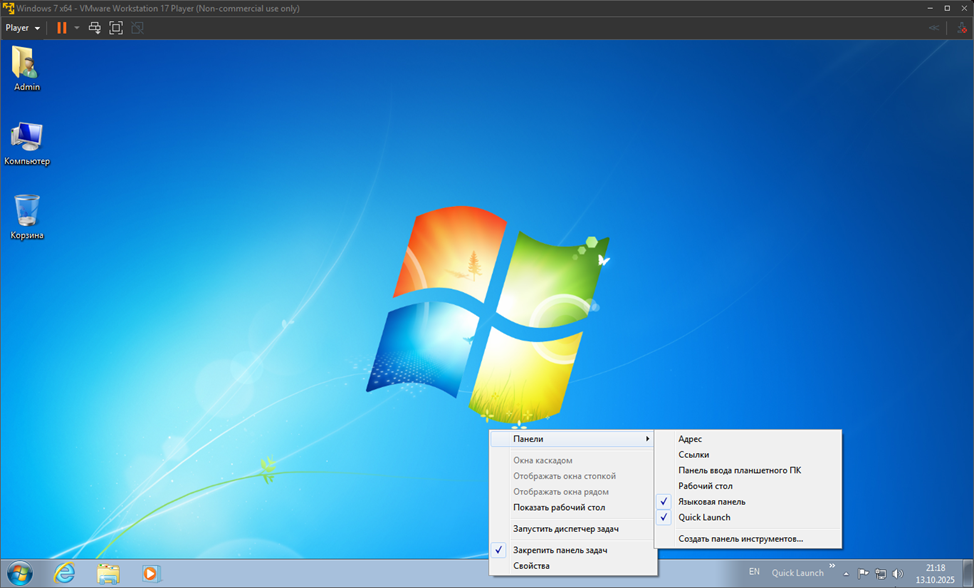 Windows 7 x64 - VMware Workstation 17 Player (Non-commercial use only)
Player
Admin
Компьютер
Корзина
Панели
Окна каскадом
Отображать окна стопкой
Отображать окна рядом
Показать рабочий стол
Запустить диспетчер задач
Закрепить панель задач
Свойства
Адрес
Ссылки
Панель ввода планшетного ПК
Рабочий стол
Языковая панель
Quick Launch
Создать панель инструментов...
EN
Quick Launch
21:18
13.10.2025